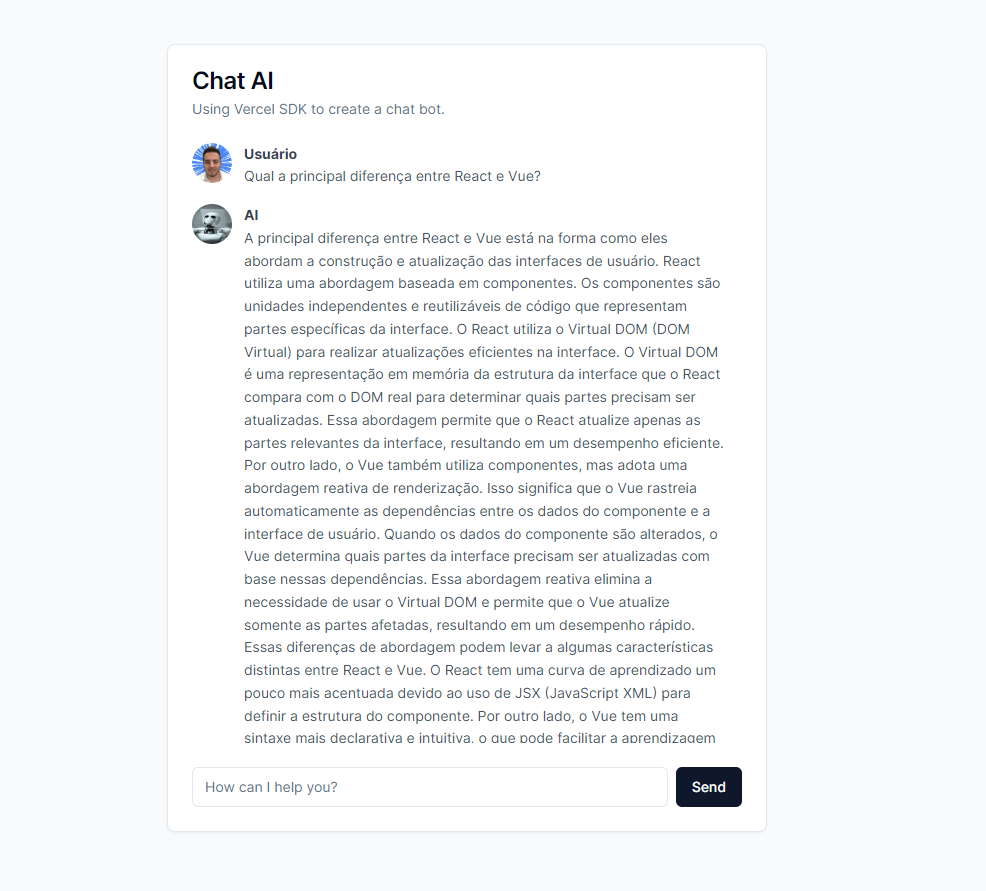 Chat AI
Using Vercel SDK to create a chat bot.
Usuário
Qual a principal diferença entre React e Vue?
AI
A principal diferença entre React e Vue está na forma como eles
abordam a construção e atualização das interfaces de usuário. React
utiliza uma abordagem baseada em componentes. Os componentes são
unidades independentes e reutilizáveis de código que representam
partes específicas da interface. O React utiliza o Virtual DOM (DOM
Virtual) para realizar atualizações eficientes na interface. O Virtual DOM
é uma representação em memória da estrutura da interface que o React
compara com o DOM real para determinar quais partes precisam ser
atualizadas. Essa abordagem permite que o React atualize apenas as
partes relevantes da interface, resultando em um desempenho eficiente.
Por outro lado, o Vue também utiliza componentes, mas adota uma
abordagem reativa de renderização. Isso significa que o Vue rastreia
automaticamente as dependências entre os dados do componente e a
interface de usuário. Quando os dados do componente são alterados, o
Vue determina quais partes da interface precisam ser atualizadas com
base nessas dependências. Essa abordagem reativa elimina a
necessidade de usar o Virtual DOM e permite que o Vue atualize
somente as partes afetadas, resultando em um desempenho rápido.
Essas diferenças de abordagem podem levar a algumas características
distintas entre React e Vue. O React tem uma curva de aprendizado um
pouco mais acentuada devido ao uso de JSX (JavaScript XML) para
definir a estrutura do componente. Por outro lado, o Vue tem uma
sintaxe mais declarativa e intuitiva, o que pode facilitar a aprendizagem
How can I help you?
Send